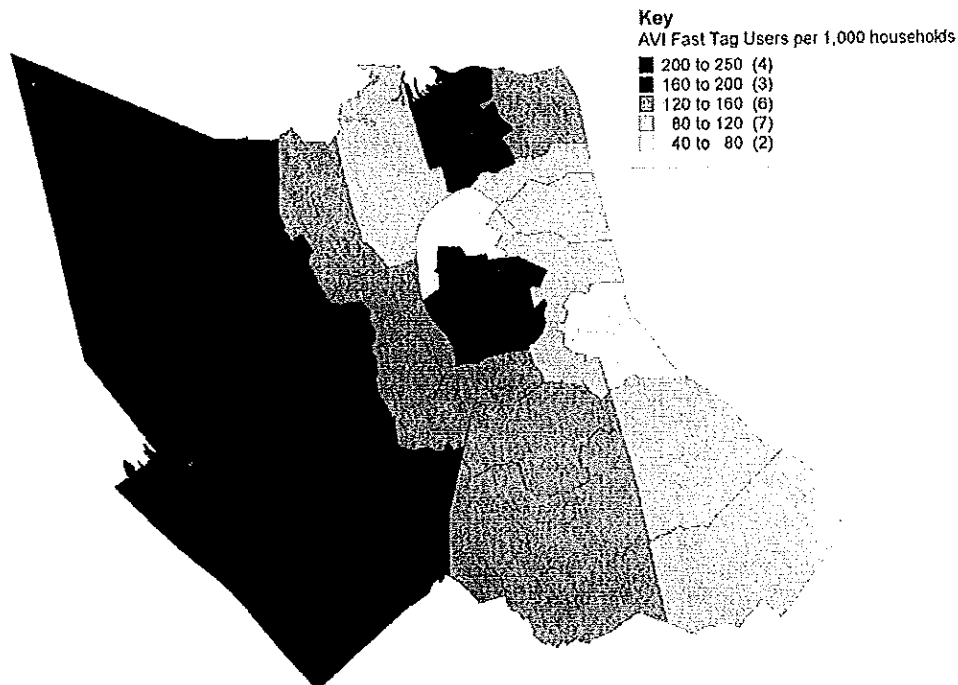 Key
AVI Fast Tag Users per 1,000 households
200 to 250 (4)
160 to 200 (3)
120 to 160 (6)
80 to 120 (7)
40 to 80 (2)